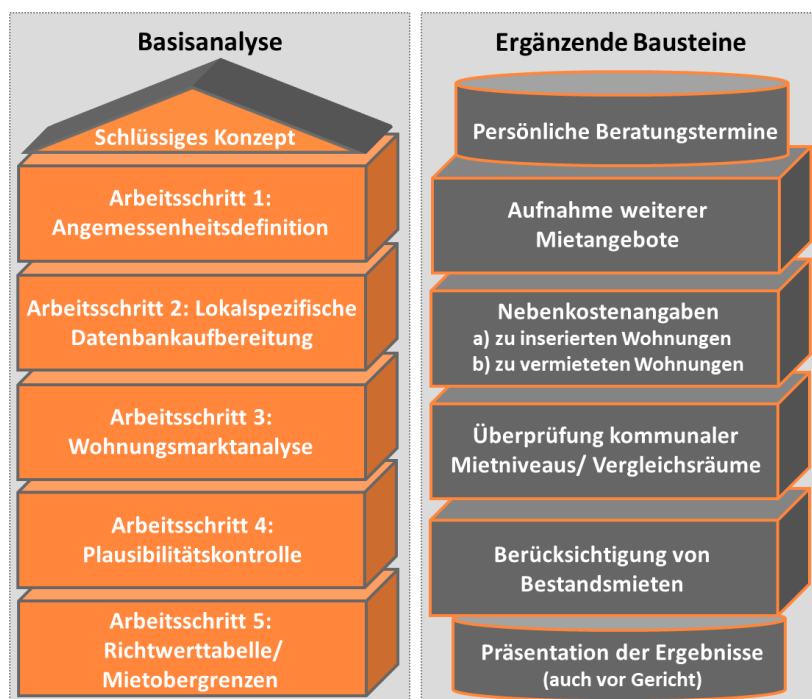 Basisanalyse
Schlüssiges Konzept
Arbeitsschritt 1:
Angemessenheitsdefinition
Arbeitsschritt 2: Lokalspezifische
Datenbankaufbereitung
Arbeitsschritt 3:
Wohnungsmarktanalyse
Arbeitsschritt 4:
Plausibilitätskontrolle
Arbeitsschritt 5:
Richtwerttabelle/
Mietobergrenzen
Ergänzende Bausteine
Persönliche Beratungstermine
Aufnahme weiterer
Mietangebote
Nebenkostenangaben
a) zu inserierten Wohnungen
b) zu vermieteten Wohnungen
Überprüfung kommunaler
Mietniveaus/ Vergleichsräume
Berücksichtigung von
Bestandsmieten
Präsentation der Ergebnisse
(auch vor Gericht)